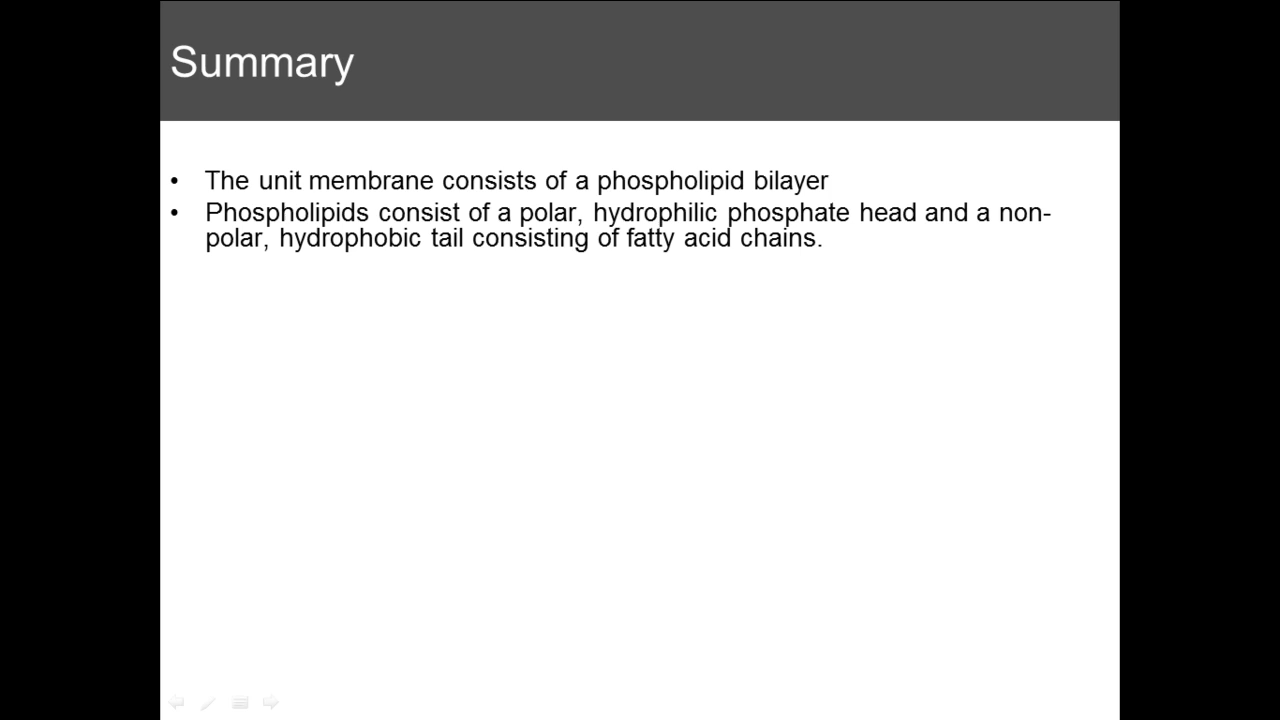 Summary
• The unit membrane consists of a phospholipid bilayer
• Phospholipids consist of a polar, hydrophilic phosphate head and a non-
polar, hydrophobic tail consisting of fatty acid chains.